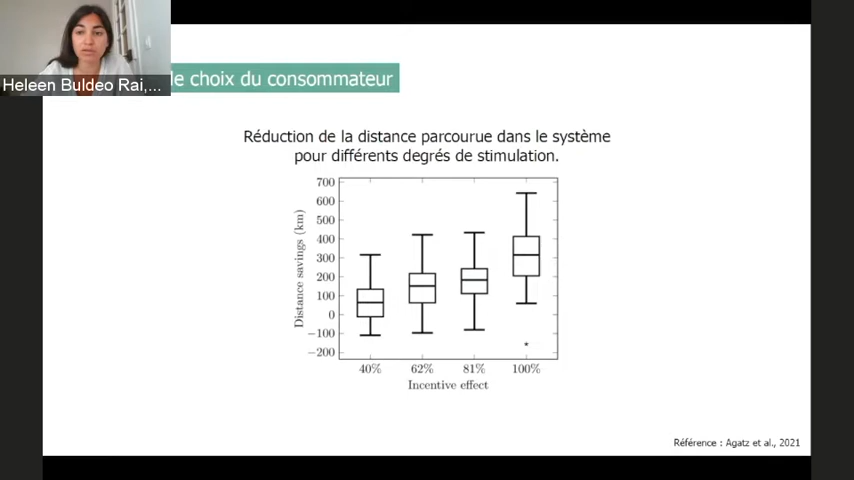 Heleen Buldeo Rai,...
le choix du consommateur
Réduction de la distance parcourue dans le système
pour différents degrés de stimulation.
700
600
500
400
300
200
100
0
−100
−200
Distance savings (km)
40% 62% 81% 100%
Incentive effect
Référence : Agatz et al., 2021